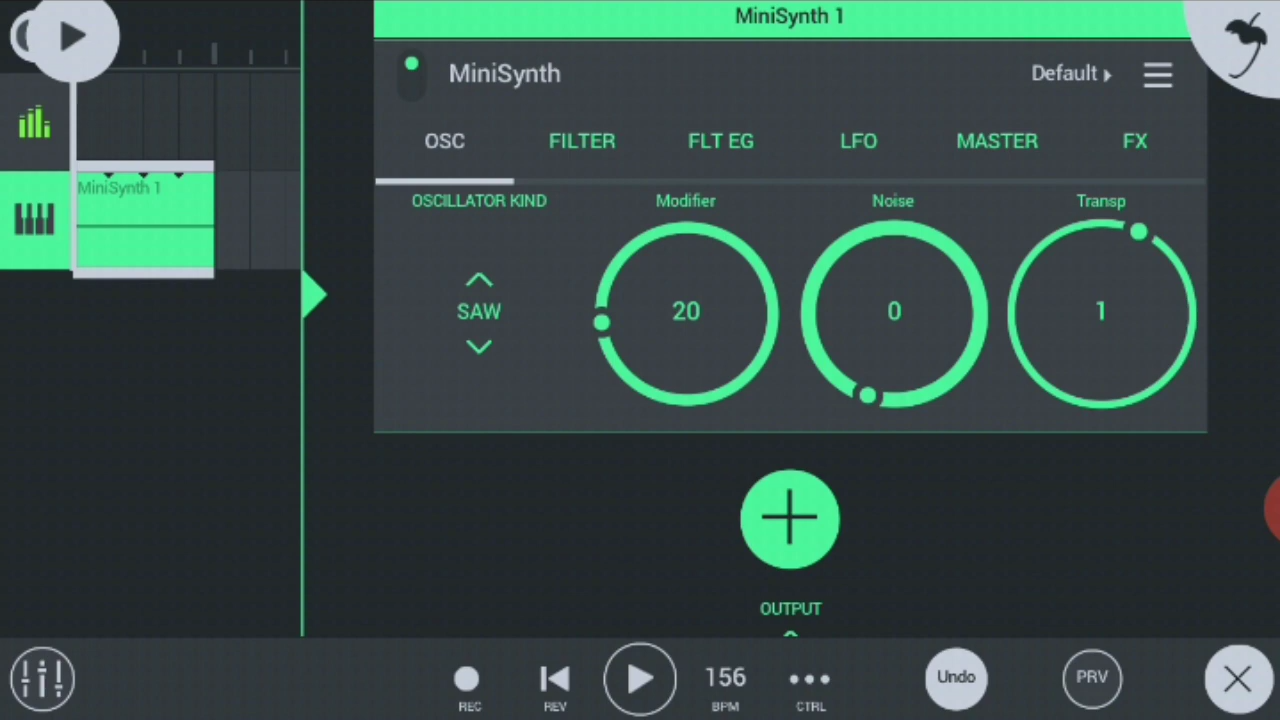 MiniSynth 1
MiniSynth
Default
OSC FILTER FLT EG LFO MASTER FX
MiniSynth 1
OSCILLATOR KIND Modifier Noise Transp
SAW 20 0 1
OUTPUT
156 Undo PRV
REC REV BPM CTRL